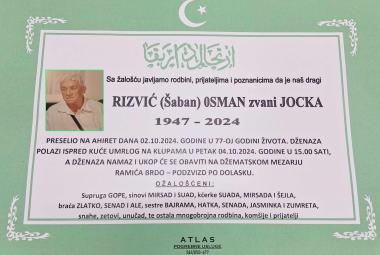 Sa žalošću javijamo rodbini, prijateljima i poznanicima da je naš dragi
RIZVIĆ (Šaban) 0SMAN zvani JOCKA
1947 - 2024
PRESELIO NA AHIRET DANA 02.10.2024. GODINE U 77-OJ GODINI ŽIVOTA. DŽENAZA
POLAZI ISPRED KUĆE UMRLOG NA KLUPAMA U PETAK 04.10.2024. GODINE U 15.00 SATI,
A DŽENAZA NAMAZ I UKOP ĆE SE OBAVITI NA DŽEMATSKOM MEZARJU
RAMIĆA BRDO – PODZVIZD PO DOLASKU.
OŽALOŠĆENI:
Supruga GOPE, sinovi MIRSAD I SUAD, kćerke SUADA, MIRSADA I ŠEJLA,
braća ZLATKO, SENAD I ALE, sestre BAJRAMA, HATKA, SENADA, JASMINKA I ZUMRETA,
snahe, zetovi, unučad, te ostala mnogobrojna rodbina, komšije i prijatelji
ATLAS
POGREBNE USLUGE